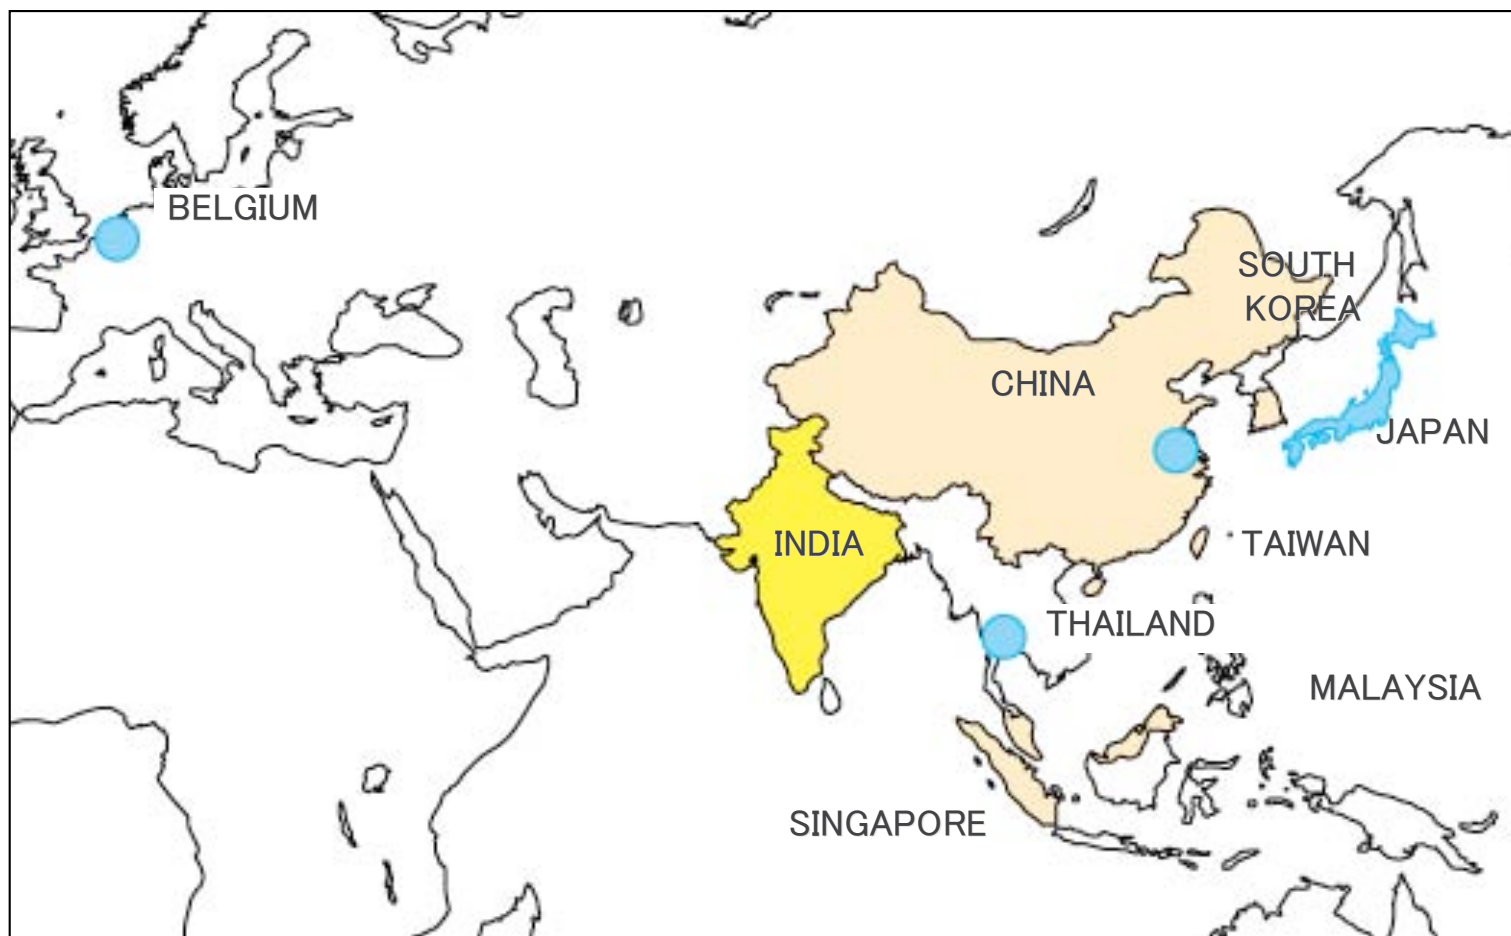 BELGIUM
SOUTH
KOREA
CHINA
JAPAN
INDIA
TAIWAN
THAILAND
MALAYSIA
SINGAPORE